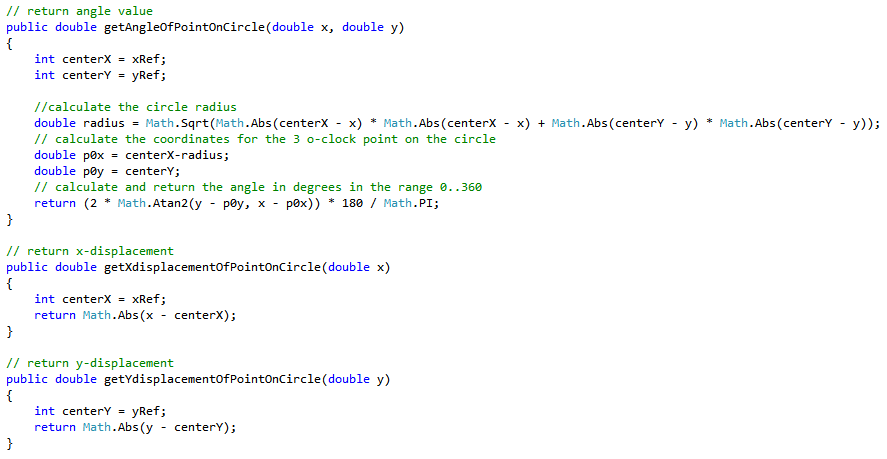 // return angle value
public double getAngleOfPointOnCircle(double x, double y)
{
    int centerX = xRef;
    int centerY = yRef;

    //calculate the circle radius
    double radius = Math.Sqrt(Math.Abs(centerX - x) * Math.Abs(centerX - x) + Math.Abs(centerY - y) * Math.Abs(centerY - y));
    // calculate the coordinates for the 3 o-clock point on the circle
    double p0x = centerX-radius;
    double p0y = centerY;
    // calculate and return the angle in degrees in the range 0..360
    return (2 * Math.Atan2(y - p0y, x - p0x)) * 180 / Math.PI;
}

// return x-displacement
public double getXdisplacementOfPointOnCircle(double x)
{
    int centerX = xRef;
    return Math.Abs(x - centerX);
}

// return y-displacement
public double getYdisplacementOfPointOnCircle(double y)
{
    int centerY = yRef;
    return Math.Abs(y - centerY);
}